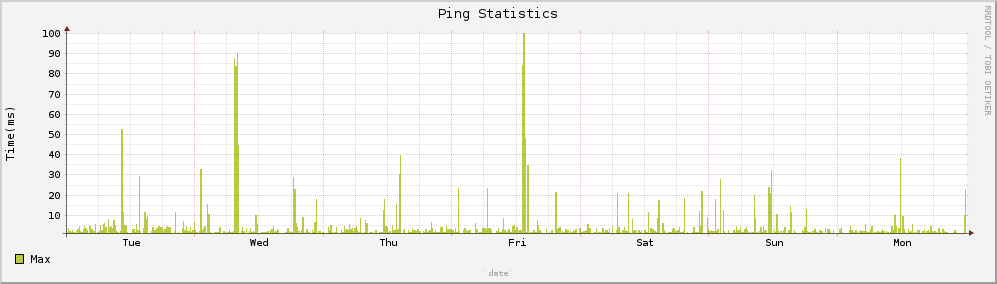 Ping Statistics
RRDTOOL / TOBI OETIKER
Time(ms)
100
90
80
70
60
50
40
30
20
10
Tue Wed Thu Fri Sat Sun Mon
Max
`date`